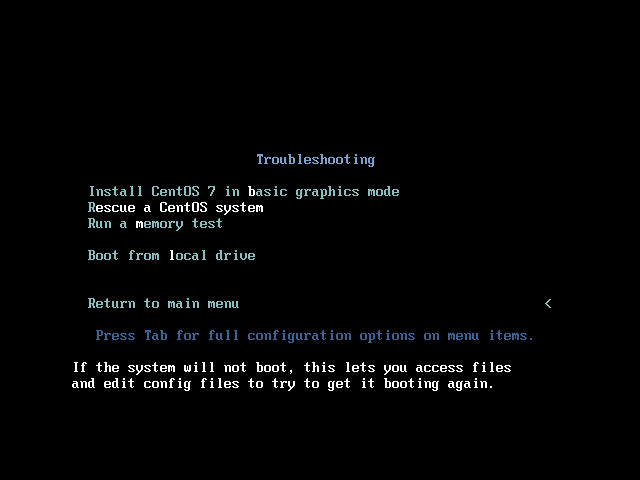 Troubleshooting
Install CentOS 7 in basic graphics mode
Rescue a CentOS system
Run a memory test
Boot from local drive
Return to main menu <
Press Tab for full configuration options on menu items.
If the system will not boot, this lets you access files
and edit config files to try to get it booting again.